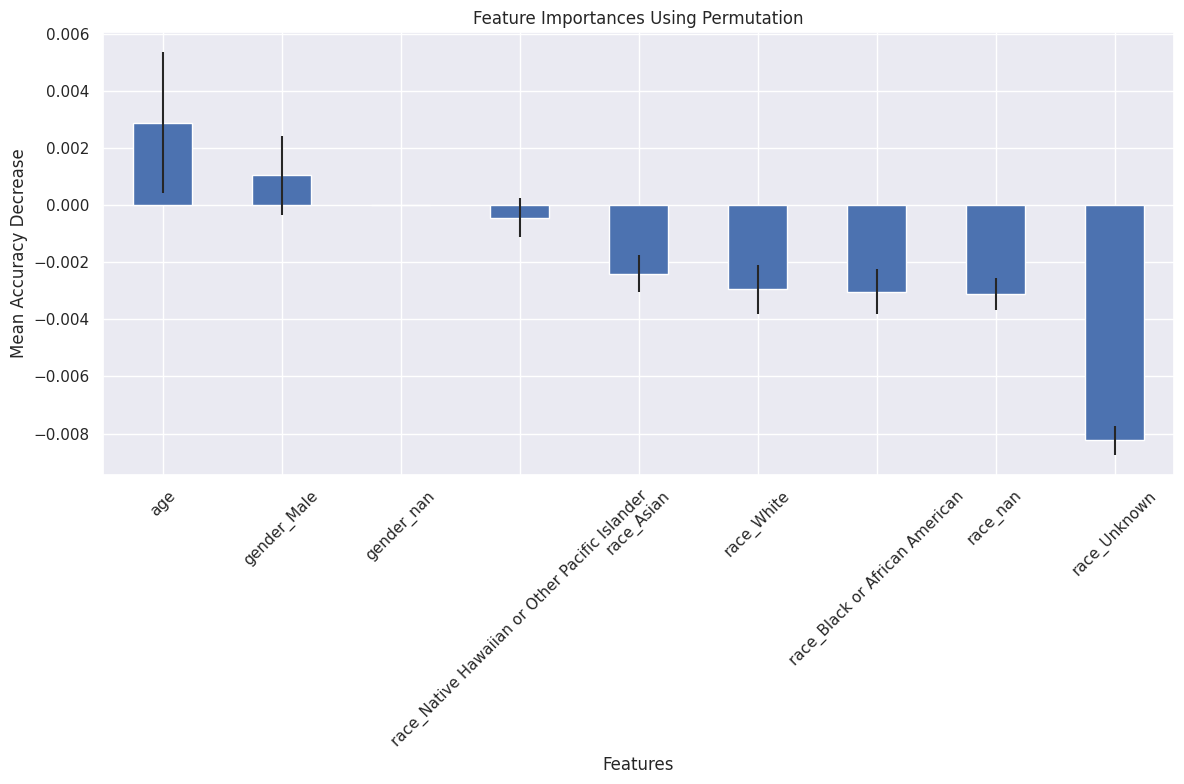 Feature Importances Using Permutation
Mean Accuracy Decrease
0.006
0.004
0.002
0.000
−0.002
−0.004
−0.006
−0.008
age
gender_Male
gender_nan
race_Native Hawaiian or Other Pacific Islander
race_Asian
race_White
race_Black or African American
race_nan
race_Unknown
Features